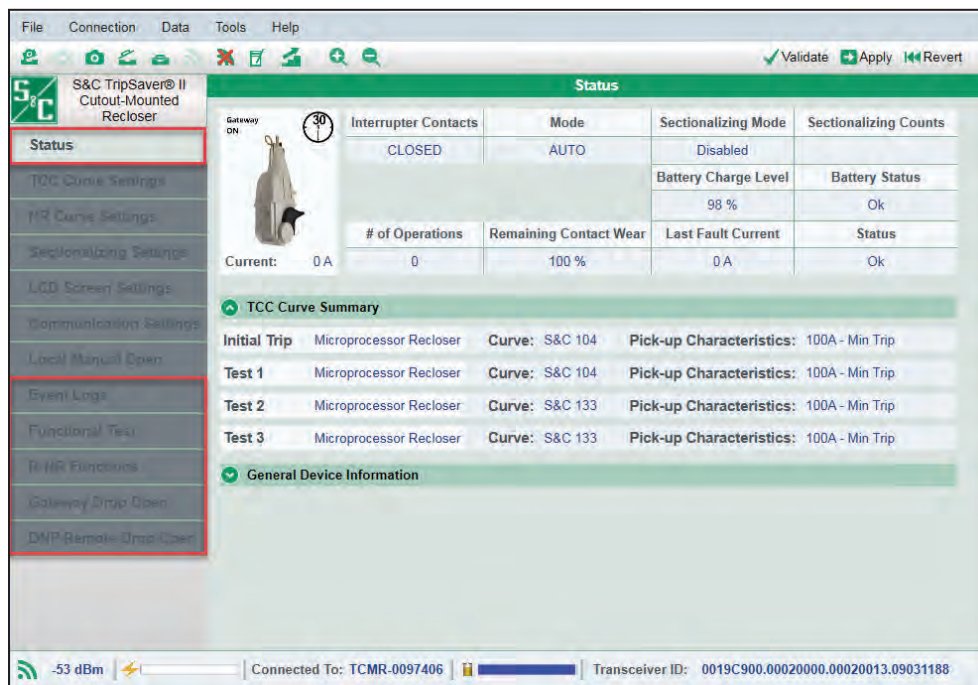 File Connection Data Tools Help
Validate Apply Revert
S&C
S&C TripSaver® II
Cutout-Mounted
Recloser
Status
Status
TCC Curve Settings
NR Curve Settings
Sectionalizing Settings
LCD Screen Settings
Communication Settings
Local Manual Open
Event Logs
Functional Test
R-NR Functions
Gateway Drop Open
DNP Remote Drop Open
Gateway
ON
30
Current: 0 A
Interrupter Contacts Mode Sectionalizing Mode Sectionalizing Counts
CLOSED AUTO Disabled
Battery Charge Level Battery Status
98 % Ok
# of Operations Remaining Contact Wear Last Fault Current Status
0 100 % 0 A Ok
TCC Curve Summary
Initial Trip Microprocessor Recloser Curve: S&C 104 Pick-up Characteristics: 100A - Min Trip
Test 1 Microprocessor Recloser Curve: S&C 104 Pick-up Characteristics: 100A - Min Trip
Test 2 Microprocessor Recloser Curve: S&C 133 Pick-up Characteristics: 100A - Min Trip
Test 3 Microprocessor Recloser Curve: S&C 133 Pick-up Characteristics: 100A - Min Trip
General Device Information
-53 dBm Connected To: TCMR-0097406 Transceiver ID: 0019C900.00020000.00020013.09031188